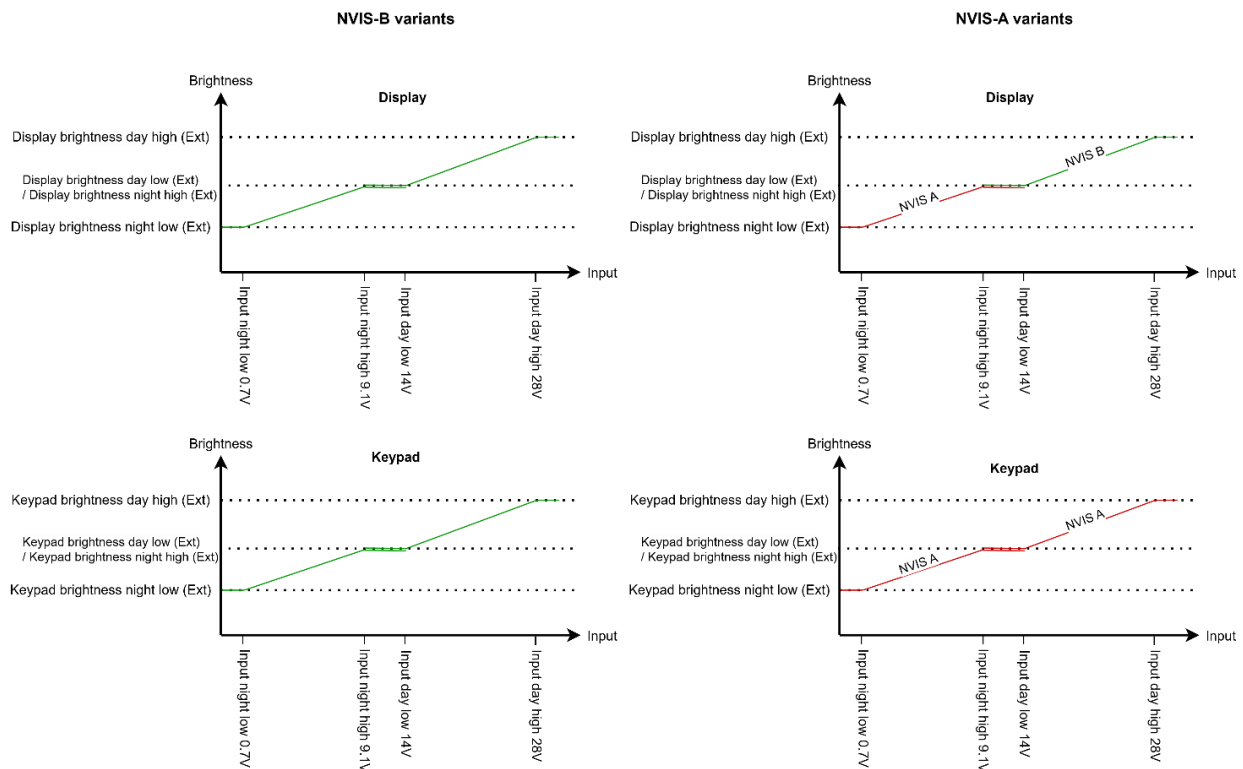 NVIS-B variants
Brightness
Display
Display brightness day high (Ext)
Display brightness day low (Ext)
/ Display brightness night high (Ext)
Display brightness night low (Ext)
Input
Input night low 0.7V
Input night high 9.1V
Input day low 14V
Input day high 28V
Brightness
Keypad
Keypad brightness day high (Ext)
Keypad brightness day low (Ext)
/ Keypad brightness night high (Ext)
Keypad brightness night low (Ext)
Input
Input night low 0.7V
Input night high 9.1V
Input day low 14V
Input day high 28V
NVIS-A variants
Brightness
Display
Display brightness day high (Ext)
NVIS B
Display brightness day low (Ext)
/ Display brightness night high (Ext)
NVIS A
Display brightness night low (Ext)
Input
Input night low 0.7V
Input night high 9.1V
Input day low 14V
Input day high 28V
Brightness
Keypad
Keypad brightness day high (Ext)
NVIS A
Keypad brightness day low (Ext)
/ Keypad brightness night high (Ext)
NVIS A
Keypad brightness night low (Ext)
Input
Input night low 0.7V
Input night high 9.1V
Input day low 14V
Input day high 28V